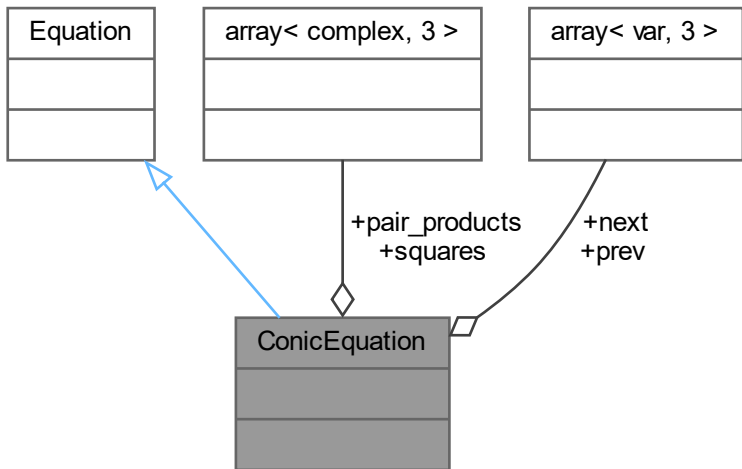 Equation
array< complex, 3 >
array< var, 3 >
+pair_products
+squares
+next
+prev
ConicEquation